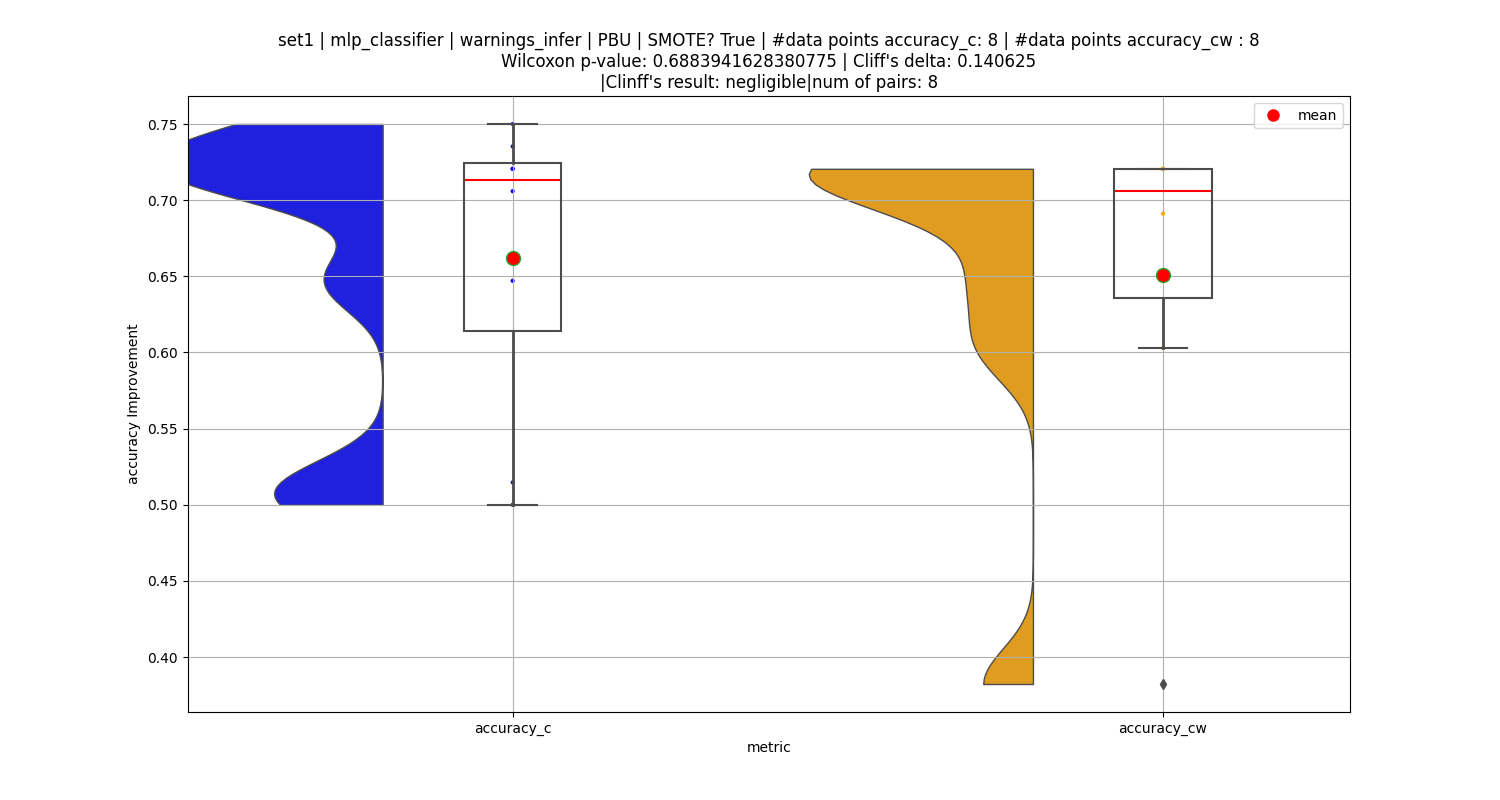 set1 | mlp_classifier | warnings_infer | PBU | SMOTE? True | #data points accuracy_c: 8 | #data points accuracy_cw : 8
Wilcoxon p-value: 0.6883941628380775 | Cliff's delta: 0.140625
|Clinff's result: negligible|num of pairs: 8
mean
0.75
0.70
0.65
0.60
0.55
0.50
0.45
0.40
accuracy Improvement
accuracy_c
accuracy_cw
metric